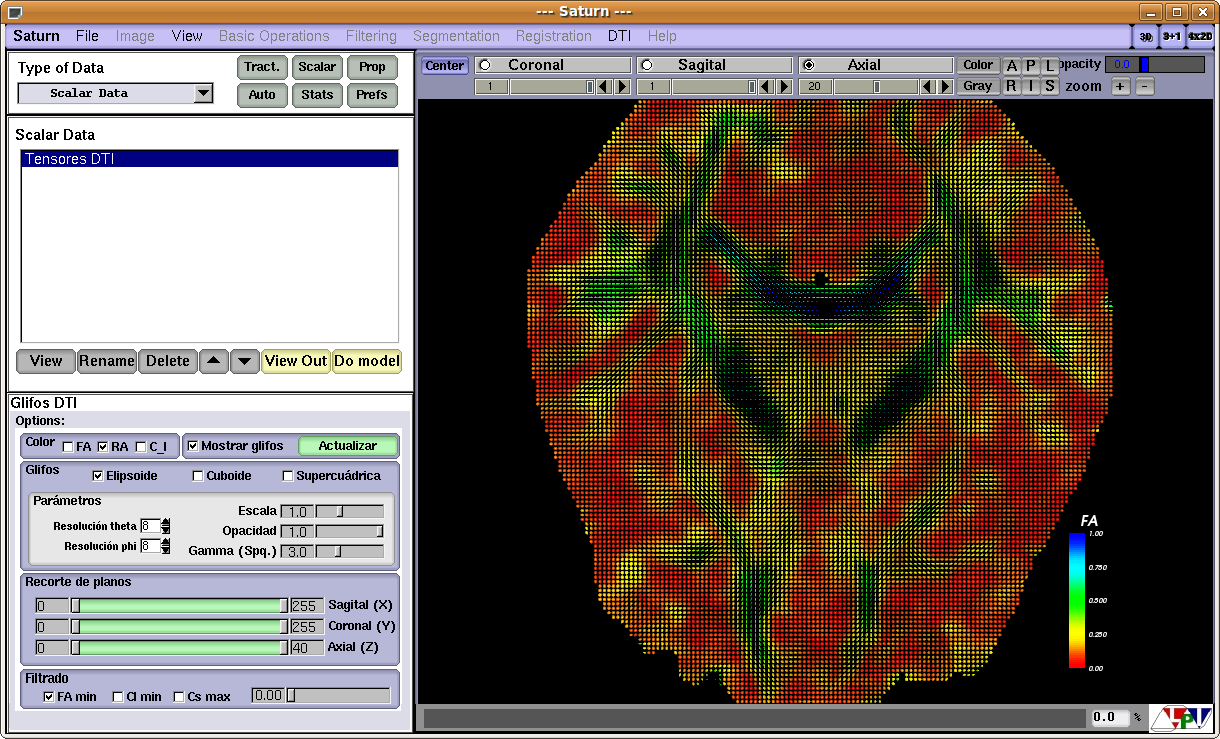 --- Saturn ---
Saturn File Image View Basic Operations Filtering Segmentation Registration DTI Help 3D 3+1 4x2D
Type of Data Tract. Scalar Prop
Scalar Data Auto Stats Prefs
Center Coronal Sagital Axial Color A P L opacity 0.0
1 1 20 Gray R I S zoom + -
Scalar Data
Tensores DTI
View Rename Delete View Out Do model
Glifos DTI
Options:
Color FA RA C_l Mostrar glifos Actualizar
Glifos Elipsoide Cuboide Supercuádrica
Parámetros
Escala 1.0
Resolución theta 8
Opacidad 1.0
Resolución phi 8
Gamma (Spq.) 3.0
Recorte de planos
0 255 Sagital (X)
0 255 Coronal (Y)
0 40 Axial (Z)
Filtrado
FA min Cl min Cs max 0.00
FA
1.00
0.750
0.500
0.250
0.00
0.0 %
LPI